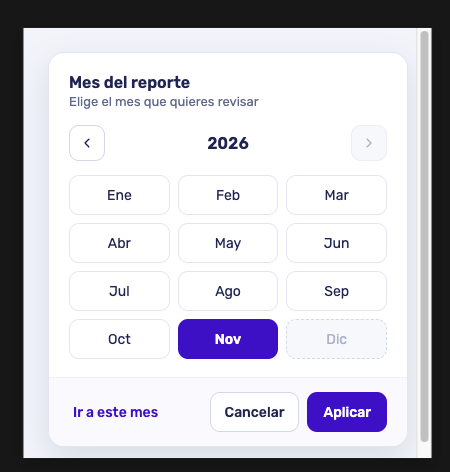 Mes del reporte
Elige el mes que quieres revisar
2026
Ene Feb Mar
Abr May Jun
Jul Ago Sep
Oct Nov Dic
Ir a este mes Cancelar Aplicar